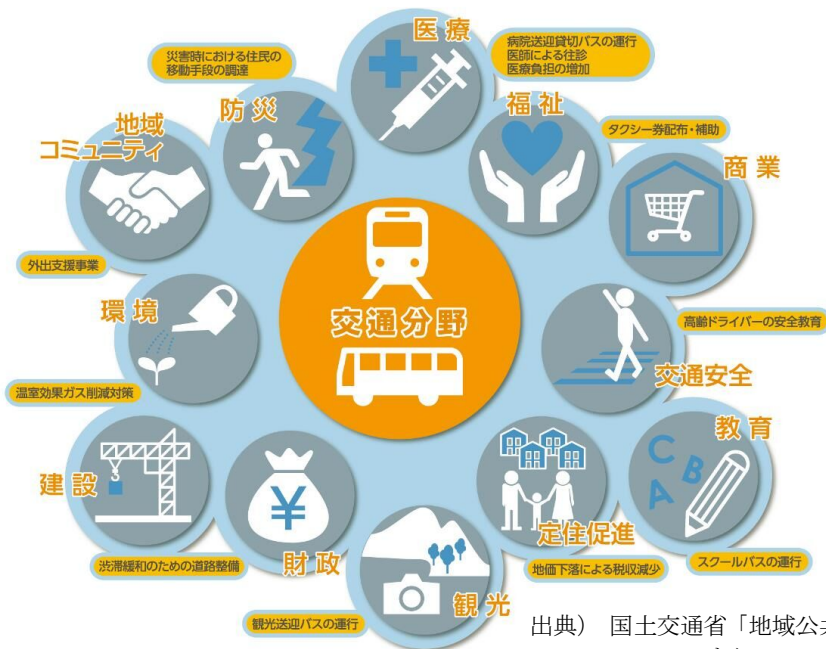 医療
病院送迎貸切バスの運行
医師による往診
医療負担の増加
災害時における住民の
移動手段の調達
防災
福祉
タクシー券配布・補助
地域
コミュニティ
商業
外出支援事業
環境
交通分野
高齢ドライバーの安全教育
交通安全
温室効果ガス削減対策
教育
建設
定住促進
渋滞緩和のための道路整備
財政
地価下落による税収減少
スクールバスの運行
観光
観光送迎バスの運行
出典） 国土交通省「地域公